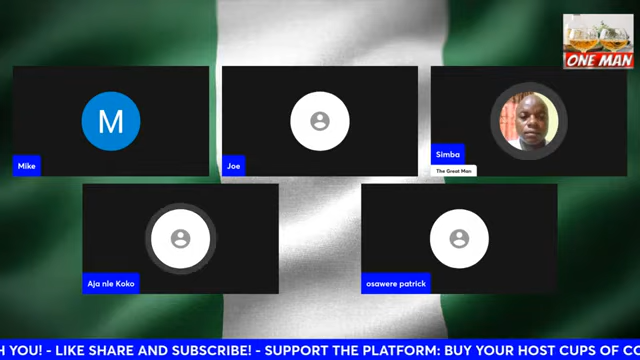 ONE MAN
M
Mike
Joe
Simba
The Great Man
Aja nle Koko
osawere patrick
H YOU! - LIKE SHARE AND SUBSCRIBE! - SUPPORT THE PLATFORM: BUY YOUR HOST CUPS OF CO